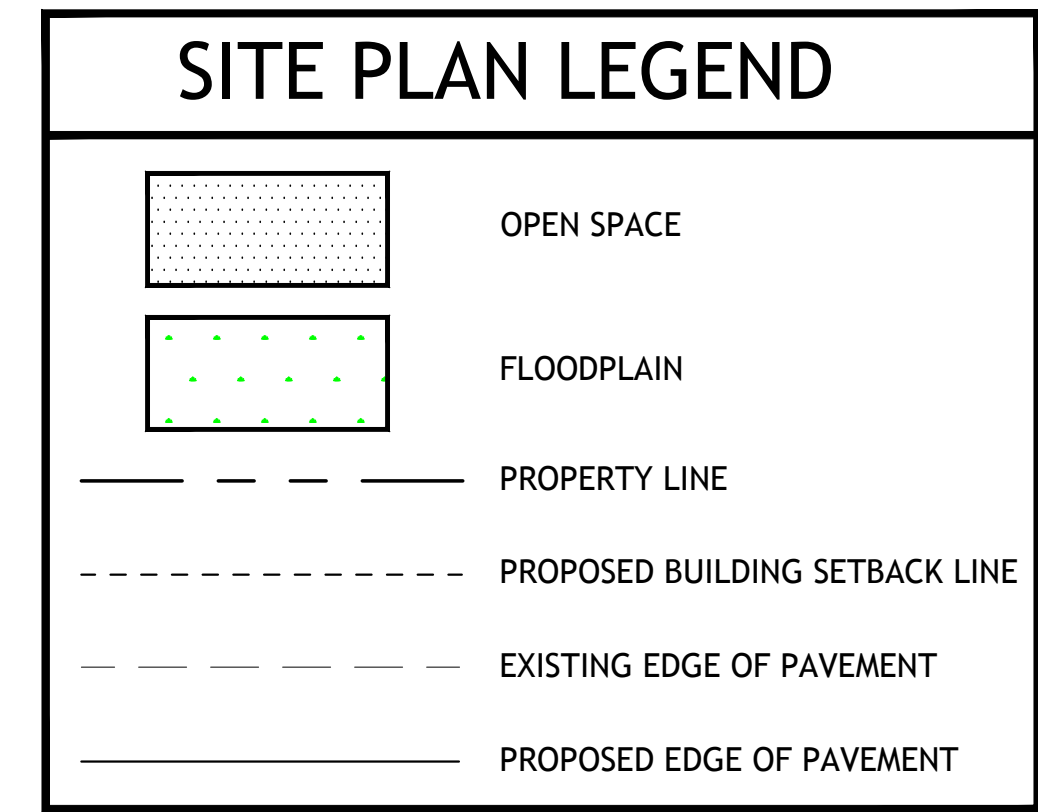 SITE PLAN LEGEND
OPEN SPACE
FLOODPLAIN
PROPERTY LINE
PROPOSED BUILDING SETBACK LINE
EXISTING EDGE OF PAVEMENT
PROPOSED EDGE OF PAVEMENT